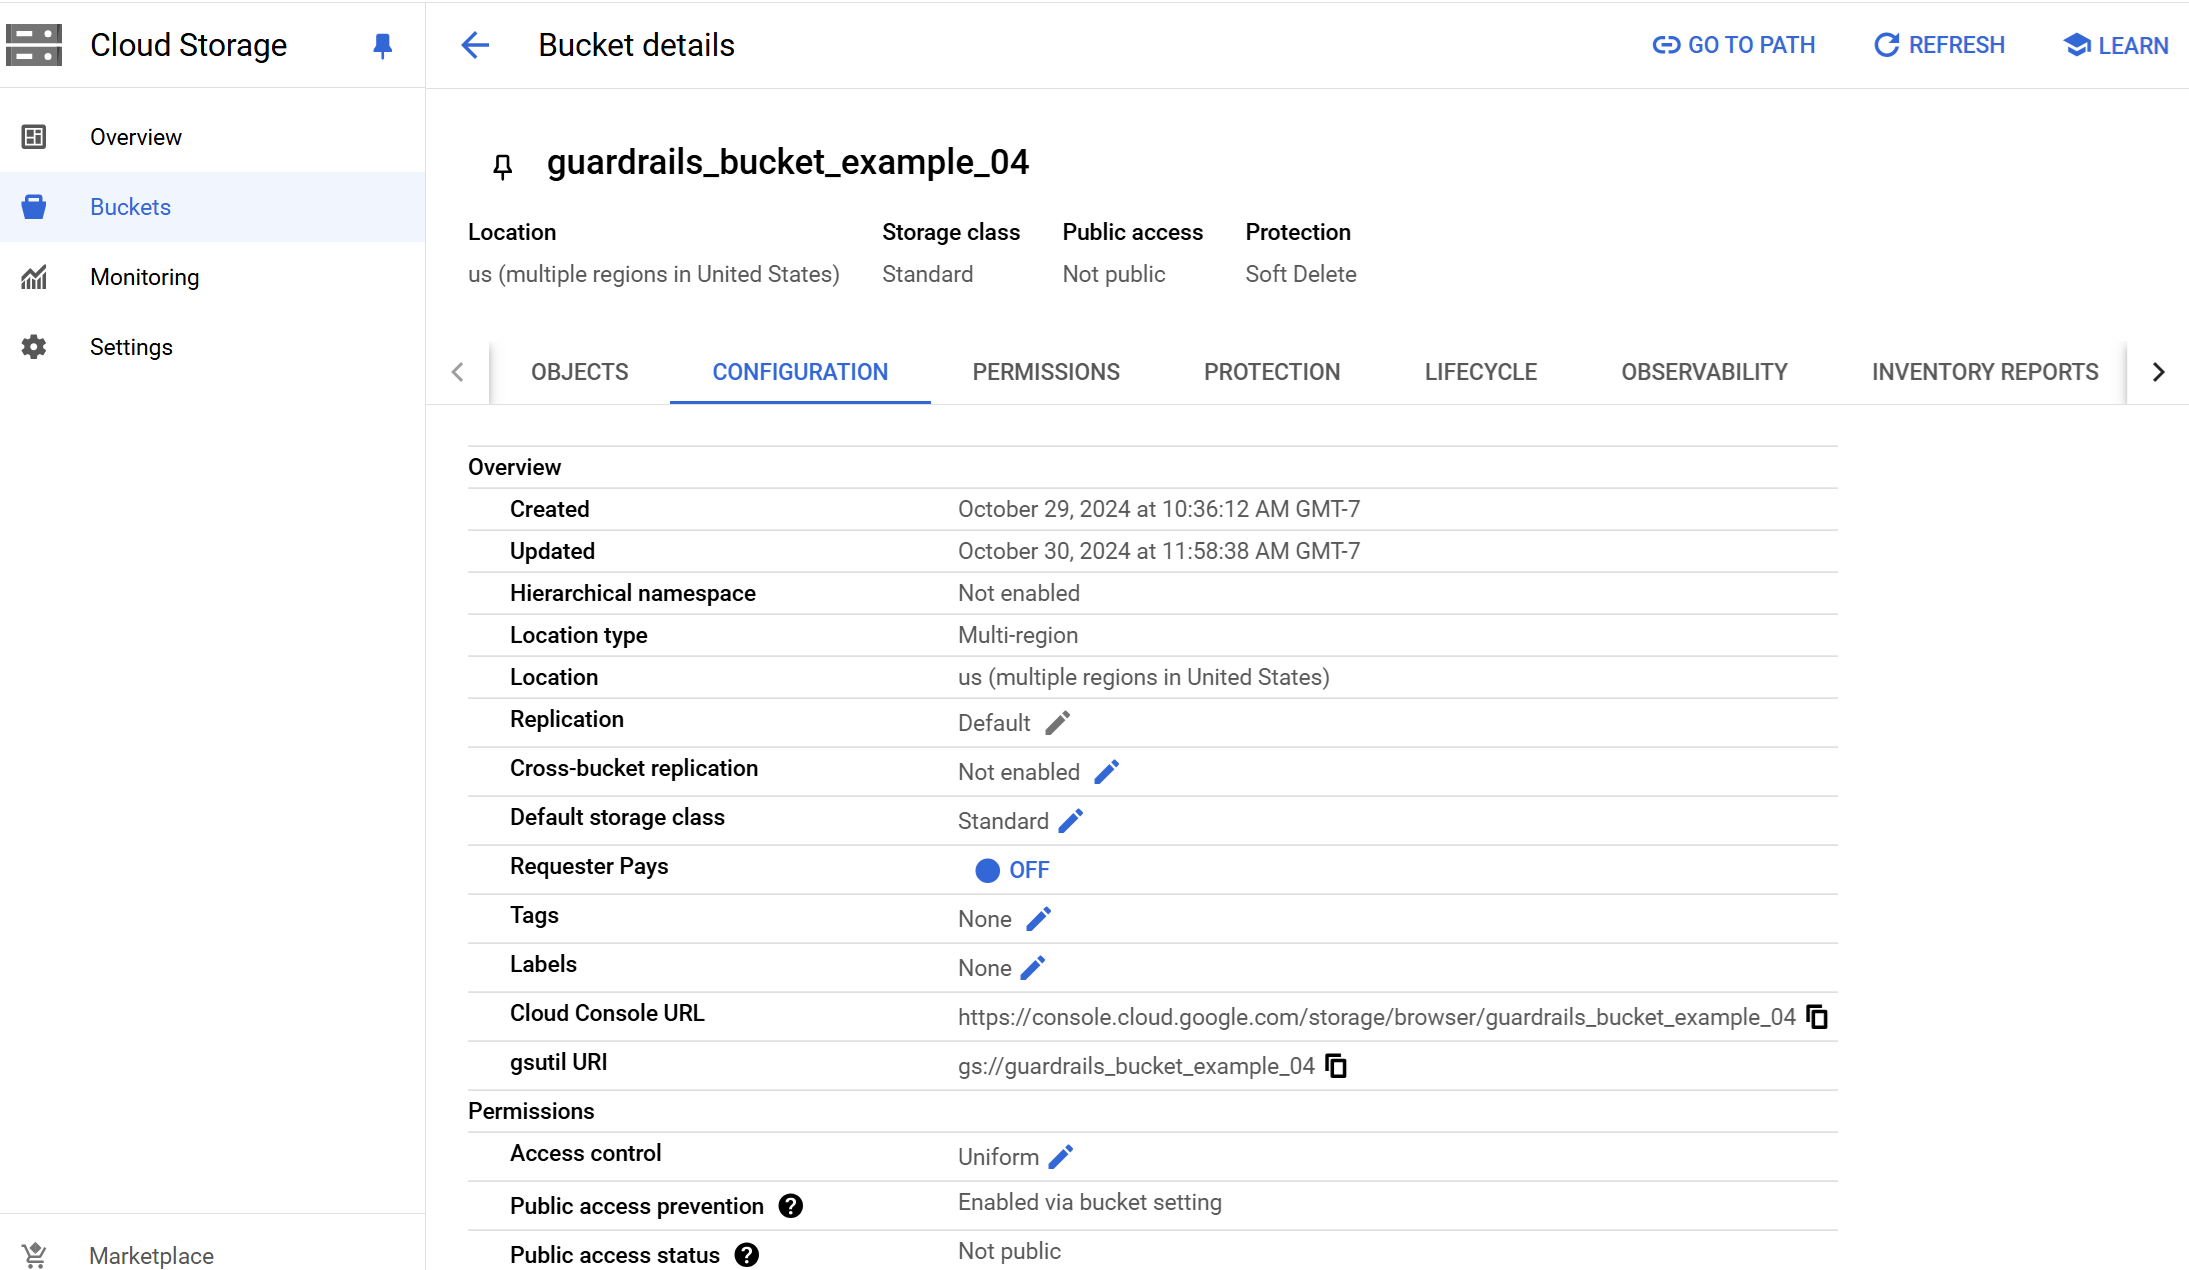 Cloud Storage
Bucket details
GO TO PATH
REFRESH
LEARN
Overview
Buckets
Monitoring
Settings
Marketplace
guardrails_bucket_example_04
Location Storage class Public access Protection
us (multiple regions in United States) Standard Not public Soft Delete
OBJECTS CONFIGURATION PERMISSIONS PROTECTION LIFECYCLE OBSERVABILITY INVENTORY REPORTS
Overview
Created October 29, 2024 at 10:36:12 AM GMT-7
Updated October 30, 2024 at 11:58:38 AM GMT-7
Hierarchical namespace Not enabled
Location type Multi-region
Location us (multiple regions in United States)
Replication Default
Cross-bucket replication Not enabled
Default storage class Standard
Requester Pays OFF
Tags None
Labels None
Cloud Console URL https://console.cloud.google.com/storage/browser/guardrails_bucket_example_04
gsutil URI gs://guardrails_bucket_example_04
Permissions
Access control Uniform
Public access prevention ? Enabled via bucket setting
Public access status ? Not public